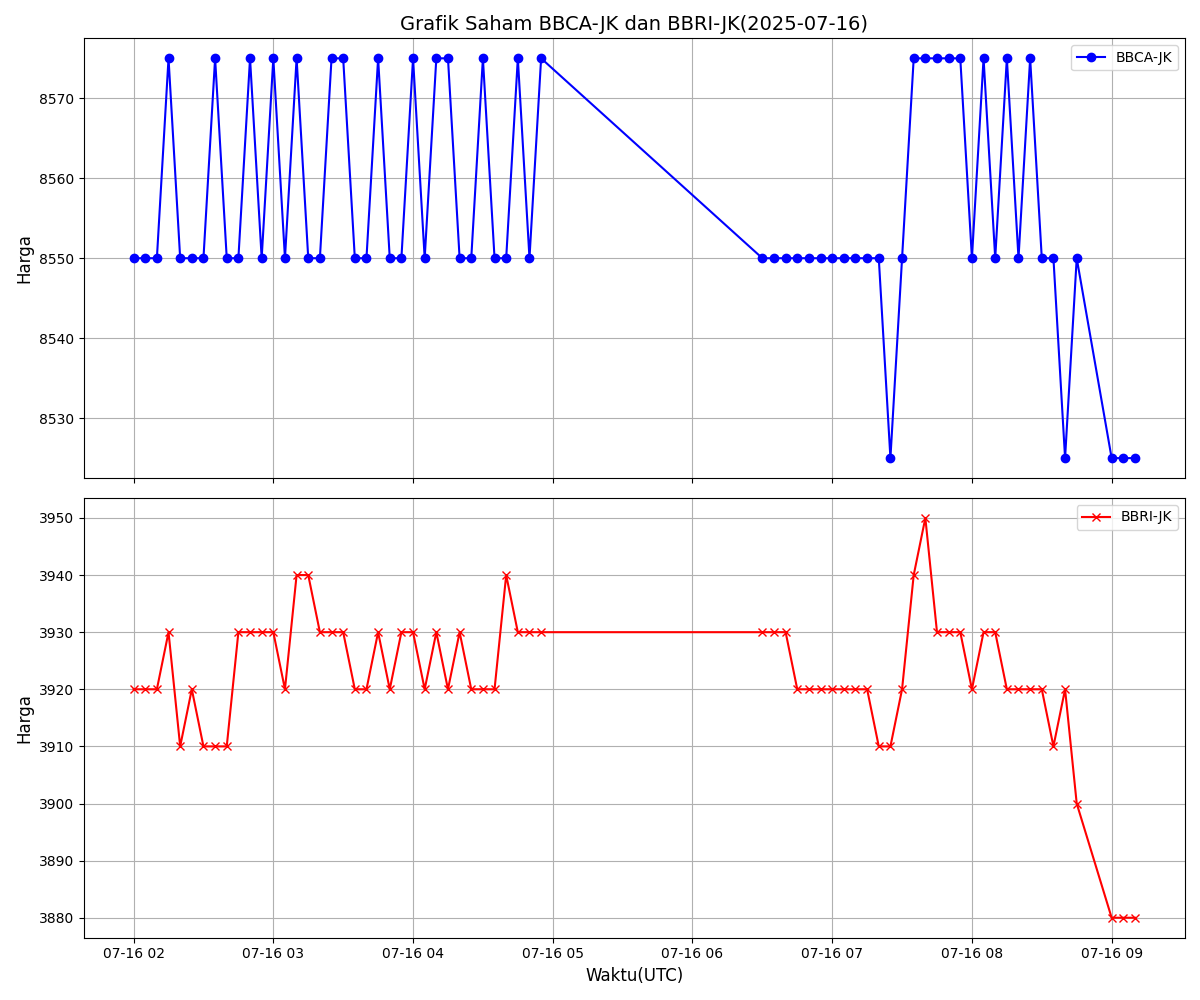 Grafik Saham BBCA-JK dan BBRI-JK(2025-07-16)
BBCA-JK
8570
8560
8550
8540
8530
Harga
BBRI-JK
3950
3940
3930
3920
3910
3900
3890
3880
Harga
07-16 02 07-16 03 07-16 04 07-16 05 07-16 06 07-16 07 07-16 08 07-16 09
Waktu(UTC)